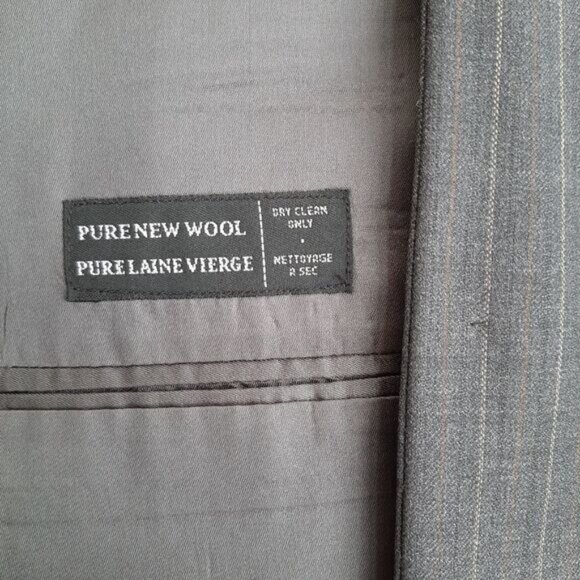 PURE NEW WOOL
PURE LAINE VIERGE
DRY CLEAN
ONLY
•
NETTOYAGE
A SEC